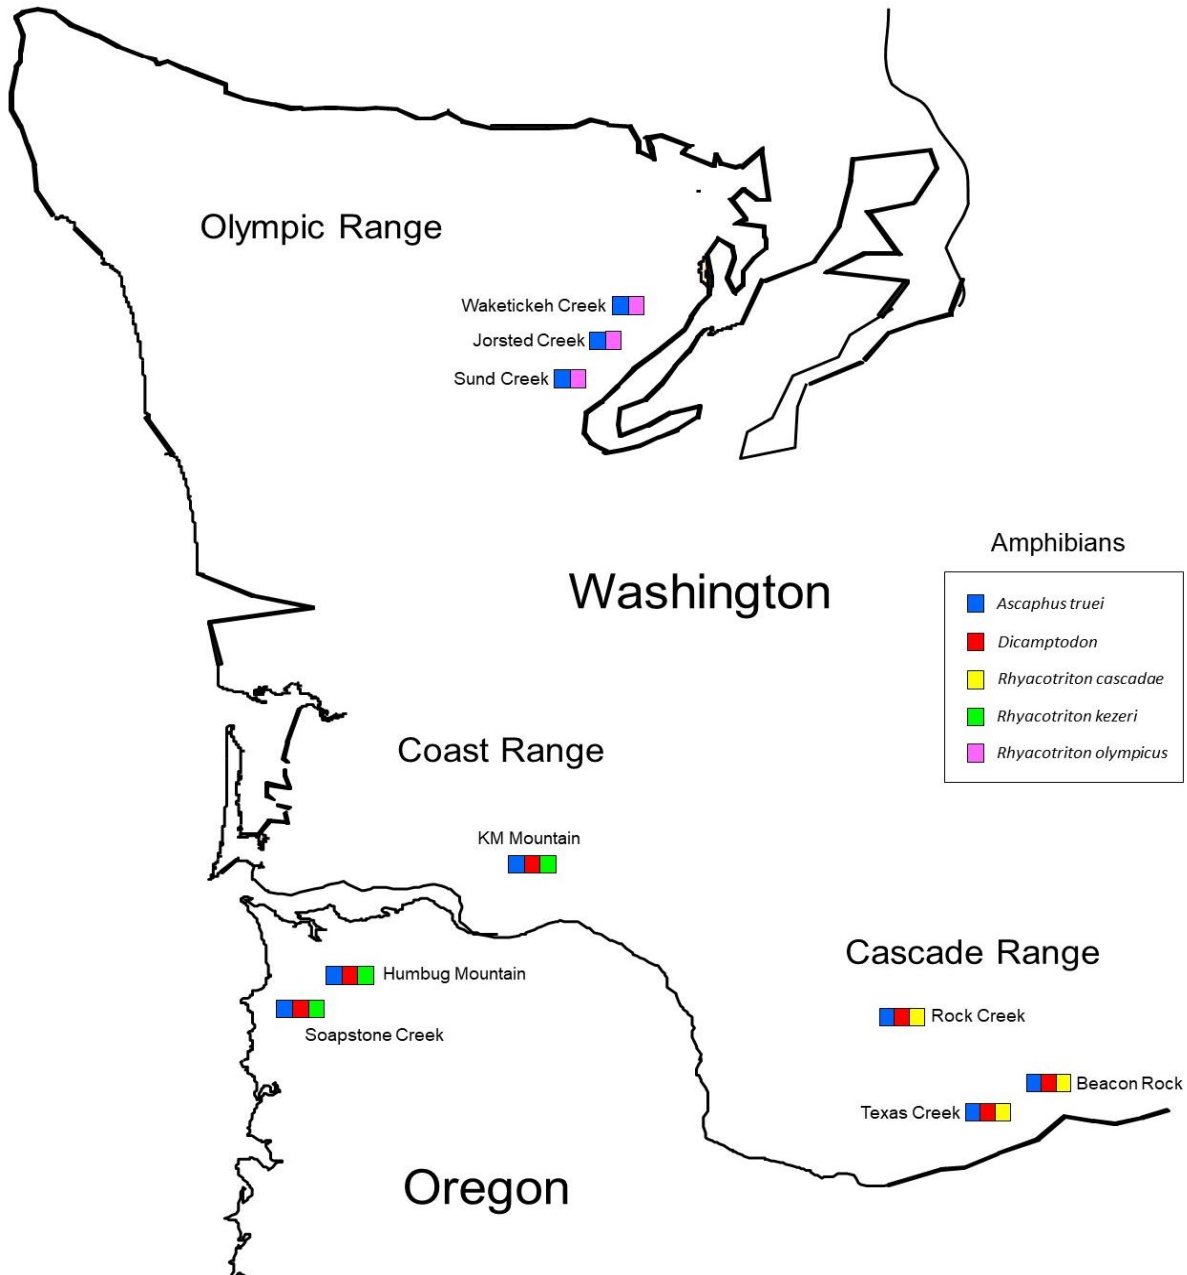 Olympic Range
Waketickeh Creek
Jorsted Creek
Sund Creek
Washington
Amphibians
Ascaphus truei
Dicamptodon
Rhyacotriton cascadae
Rhyacotriton kezeri
Rhyacotriton olympicus
Coast Range
KM Mountain
Humbug Mountain
Soapstone Creek
Cascade Range
Rock Creek
Beacon Rock
Texas Creek
Oregon